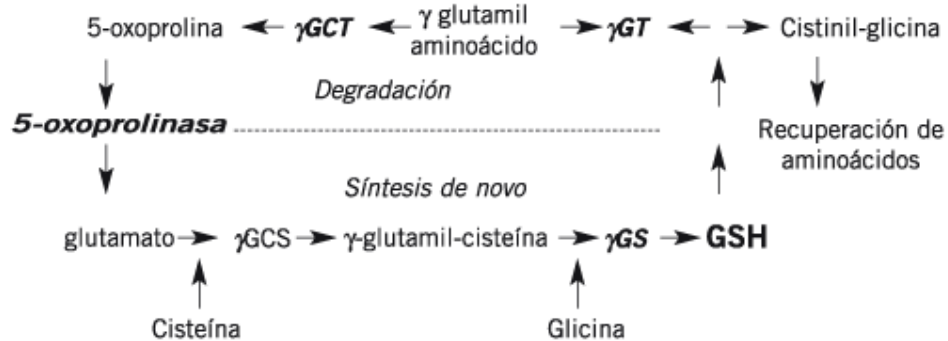 5-oxoprolina γGCT γ glutamil aminoácido γGT Cistinil-glicina
Degradación
5-oxoprolinasa
Recuperación de
aminoácidos
Síntesis de novo
glutamato γGCS γ-glutamil-cisteína γGS GSH
Cisteína Glicina